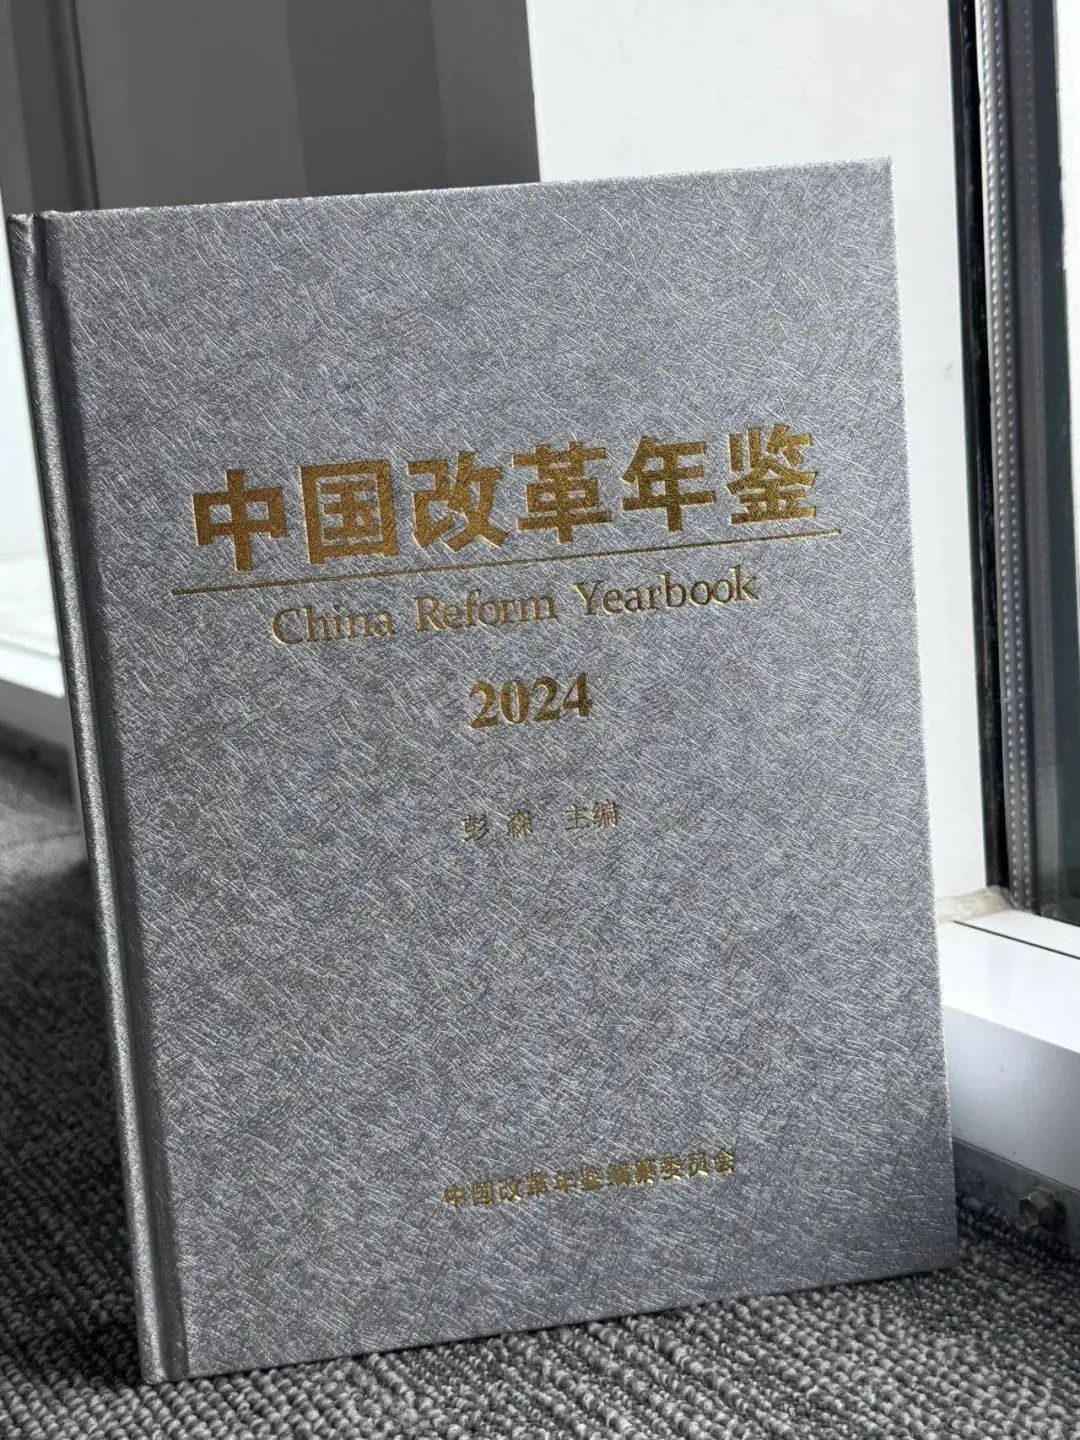 中国改革年鉴
China Reform Yearbook
2024
彭森 主编
中国改革年鉴编纂委员会